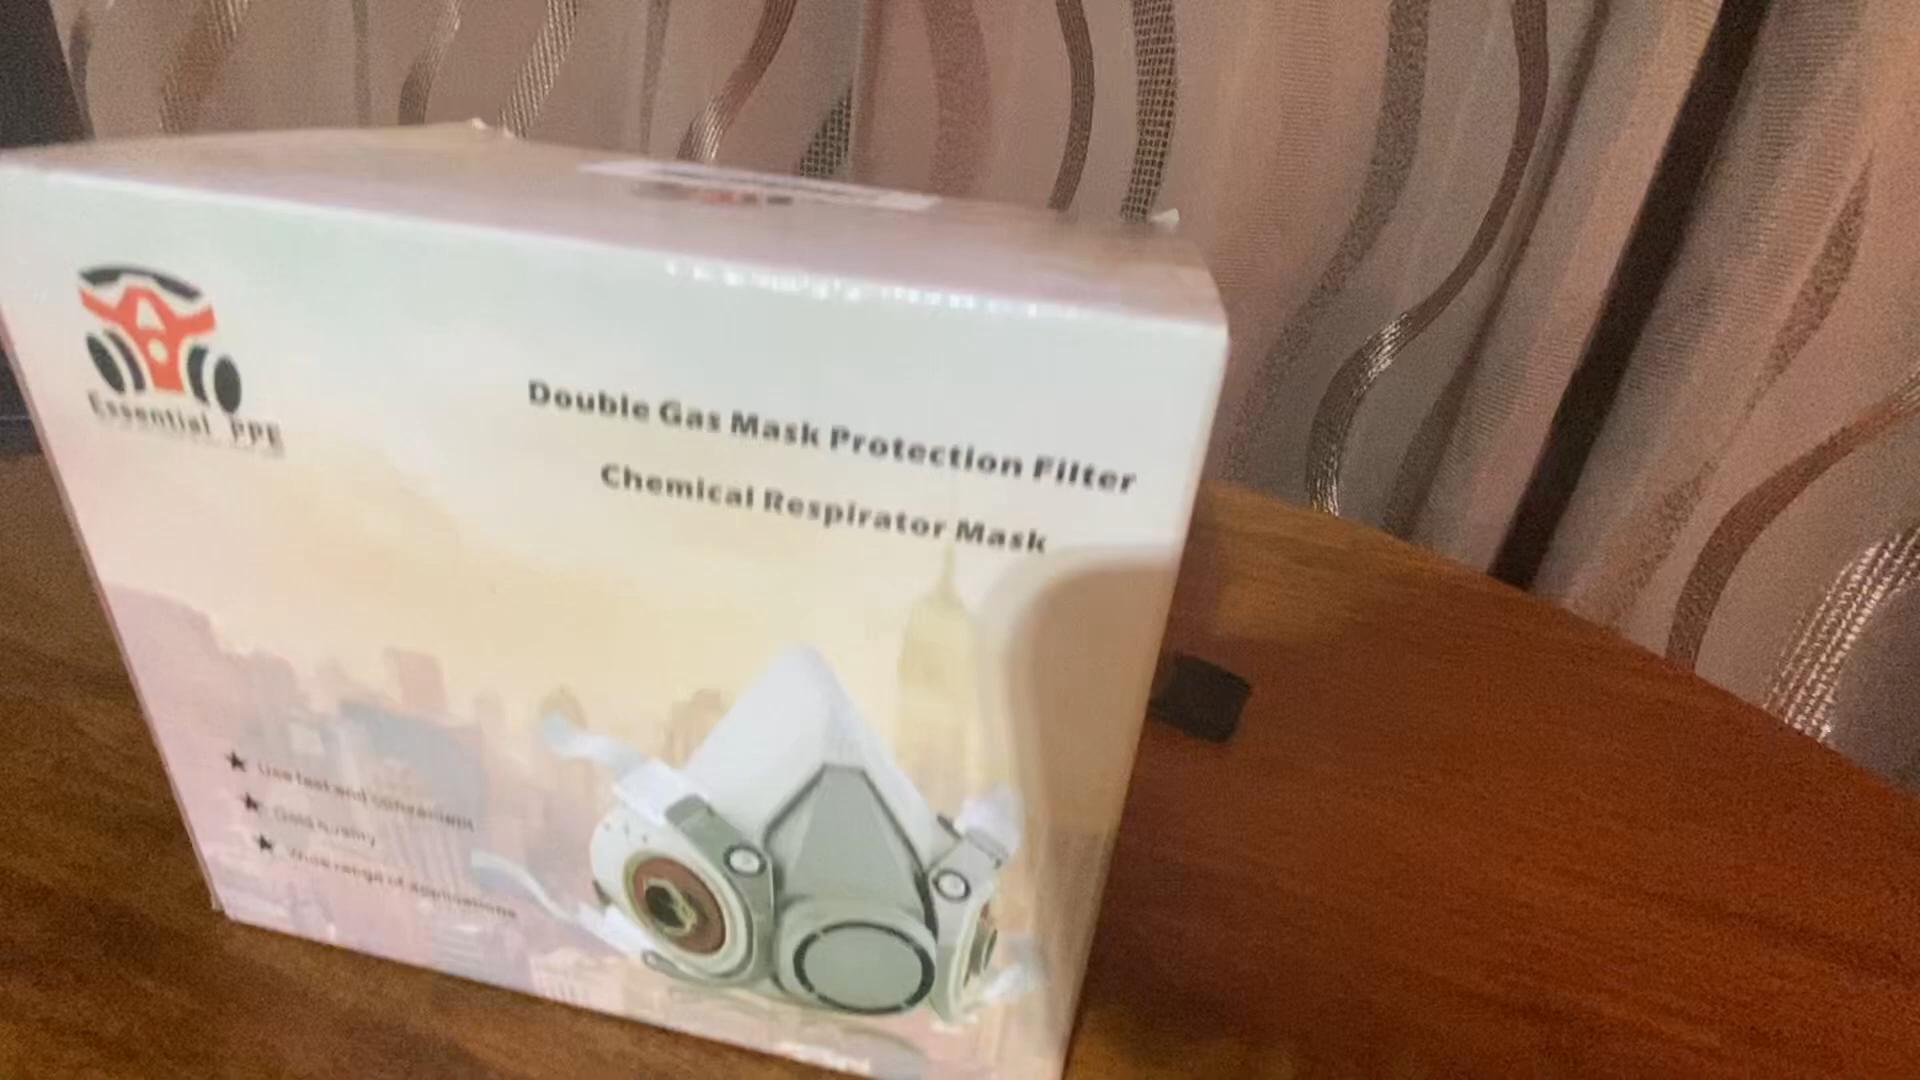 Essential PPE
Double Gas Mask Protection Filter
Chemical Respirator Mask
★ Use fast and convenient
★ Gold quality
★ Wide range of applications